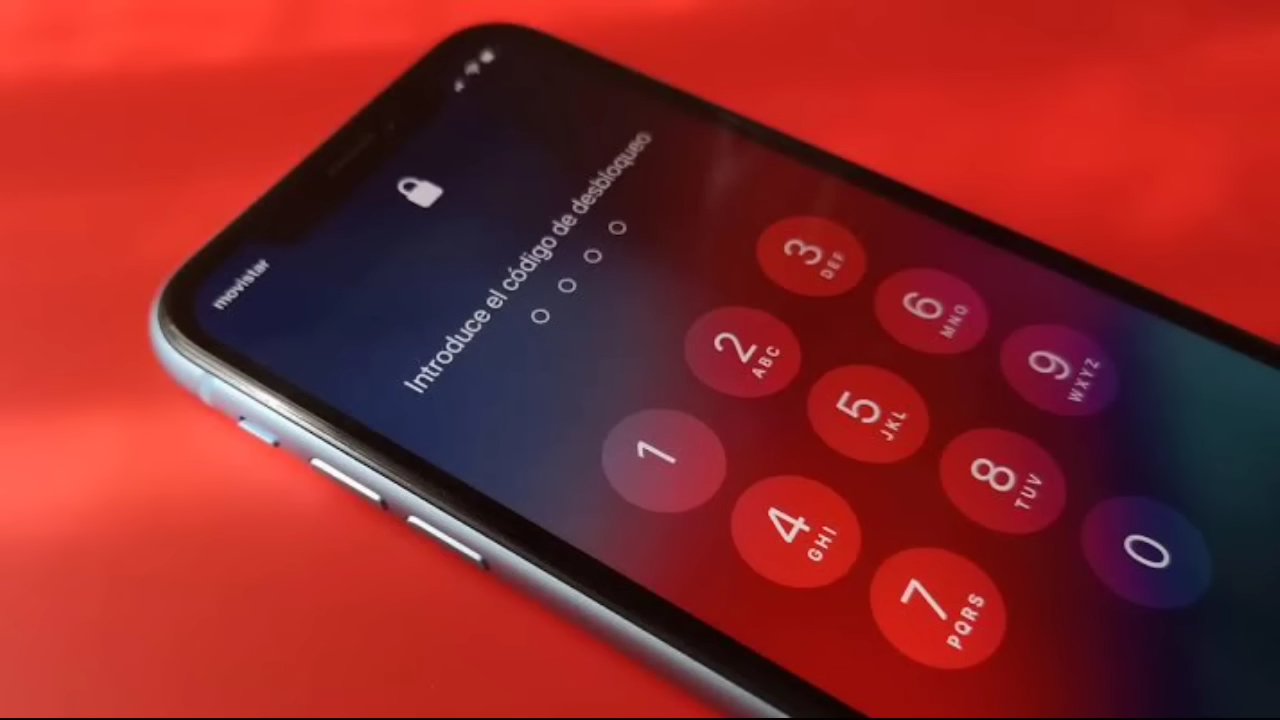 movistar
Introduce el código de desbloqueo
1
2
ABC
3
DEF
4
GHI
5
JKL
6
MNO
7
PQRS
8
TUV
9
WXYZ
0